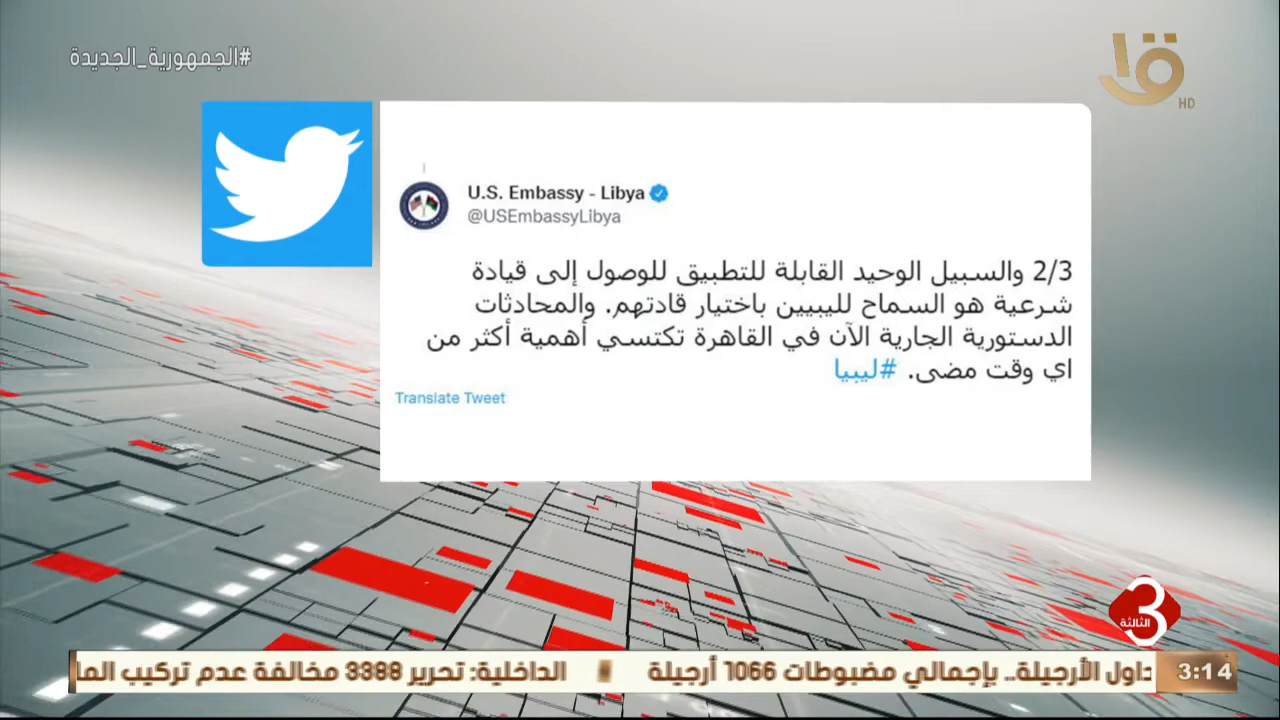 #الجمهورية_الجديدة
HD
U.S. Embassy - Libya
@USEmbassyLibya
2/3 والسبيل الوحيد القابلة للتطبيق للوصول إلى قيادة
شرعية هو السماح لليبيين باختيار قادتهم. والمحادثات
الدستورية الجارية الآن في القاهرة تكتسي أهمية أكثر من
اي وقت مضى. #ليبيا
Translate Tweet
3
الثالثة
3:14
داول الأرجيلة.. بإجمالي مضبوطات 1066 أرجيلة
الداخلية: تحرير 3388 مخالفة عدم تركيب الما